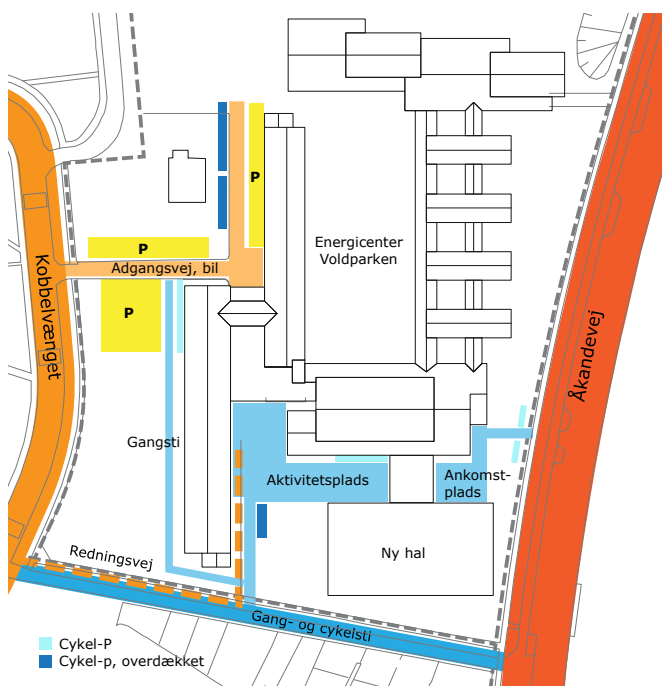 P
Energicenter
Voldparken
P
Adgangsvej, bil
Kobbelvænget
P
Åkandevej
Gangsti
Aktivitetsplads
Ankomst-
plads
Ny hal
Redningsvej
Gang- og cykelsti
Cykel-P
Cykel-p, overdækket